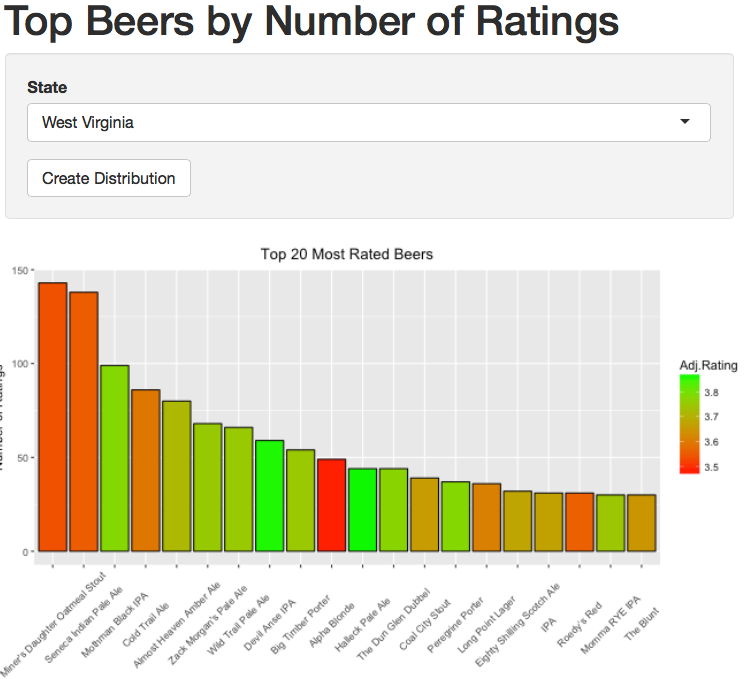 Top Beers by Number of Ratings
State
West Virginia
Create Distribution
Top 20 Most Rated Beers
150
100
50
0
Adj.Rating
3.8
3.7
3.6
3.5
Miner's Daughter Oatmeal Stout
Seneca Indian Pale Ale
Mothman Black IPA
Cold Trail Ale
Almost Heaven Amber Ale
Zack Morgan's Pale Ale
Wild Trail Pale Ale
Devil Anse IPA
Big Timber Porter
Alpha Blonde
Halleck Pale Ale
The Dun Glen Dubbel
Coal City Stout
Peregrine Porter
Long Point Lager
Eighty Shilling Scotch Ale
IPA
Roedy's Red
Momma RYE IPA
The Blunt